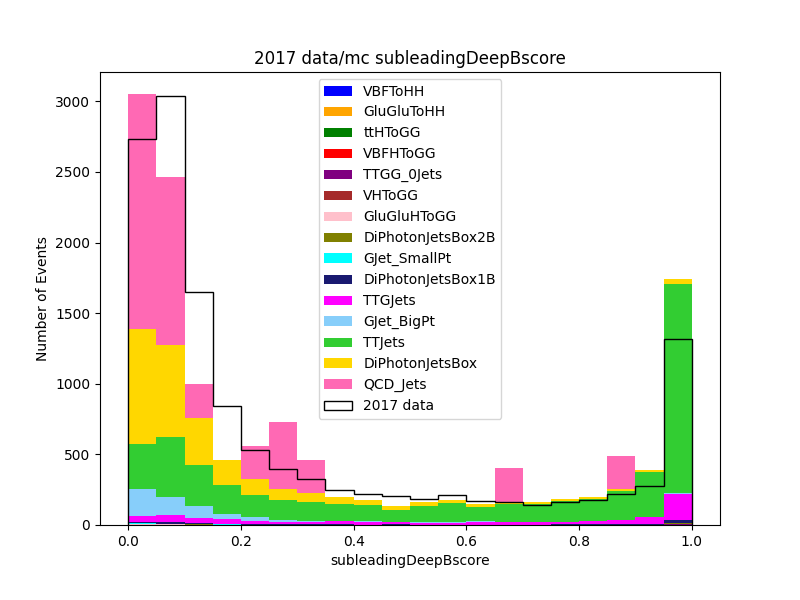 2017 data/mc subleadingDeepBscore
Number of Events
3000
2500
2000
1500
1000
500
0
VBFToHH
GluGluToHH
ttHToGG
VBFHToGG
TTGG_0Jets
VHToGG
GluGluHToGG
DiPhotonJetsBox2B
GJet_SmallPt
DiPhotonJetsBox1B
TTGJets
GJet_BigPt
TTJets
DiPhotonJetsBox
QCD_Jets
2017 data
0.0 0.2 0.4 0.6 0.8 1.0
subleadingDeepBscore